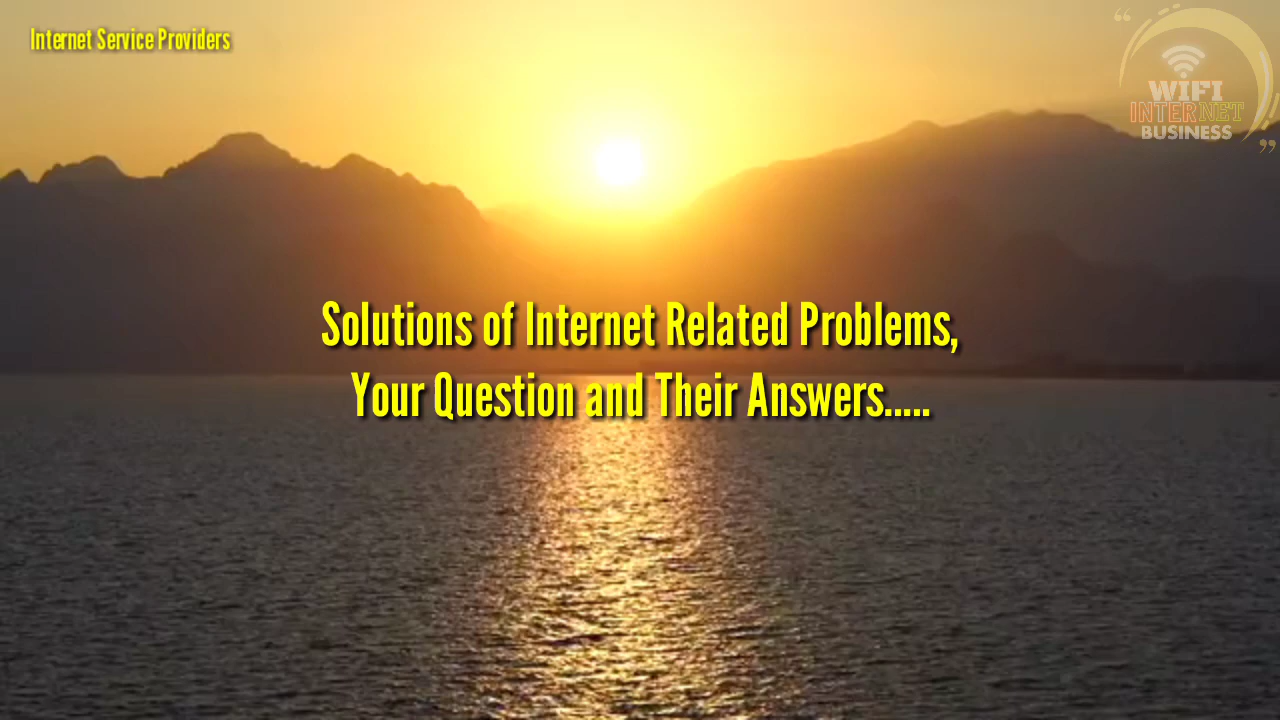 Internet Service Providers
“
WIFI
INTERNET
BUSINESS
”
Solutions of Internet Related Problems,
Your Question and Their Answers.....